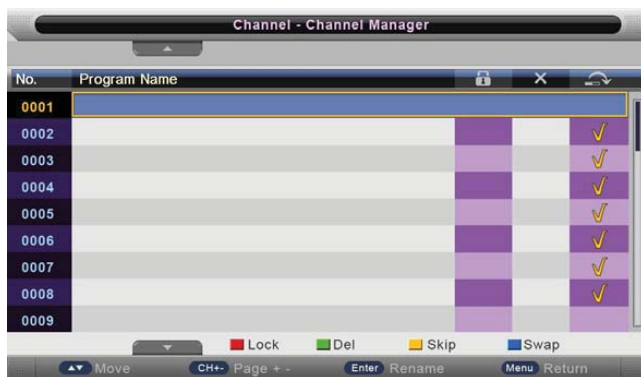 Channel - Channel Manager
No. Program Name
0001
0002
0003
0004
0005
0006
0007
0008
0009
Lock Del Skip Swap
Move CH+- Page + - Enter Rename Menu Return